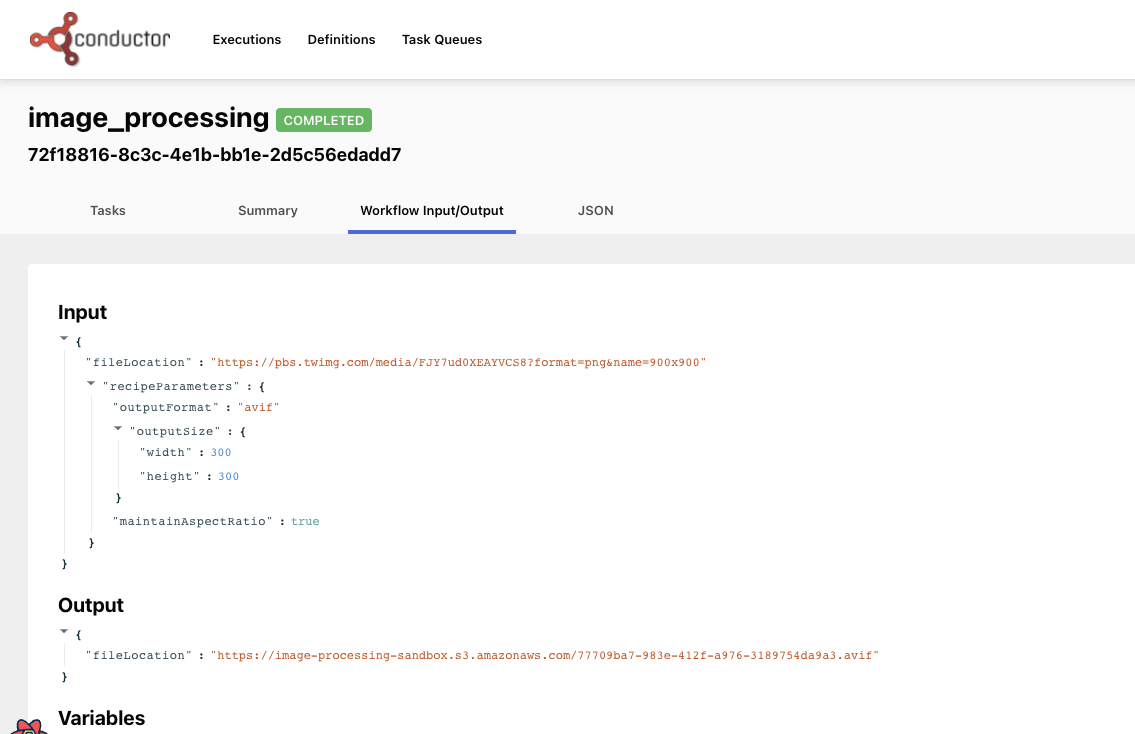 conductor Executions Definitions Task Queues
image_processing COMPLETED
72f18816-8c3c-4e1b-bb1e-2d5c56edadd7
Tasks Summary Workflow Input/Output JSON
Input
{
"fileLocation" : "https://pbs.twimg.com/media/FJY7ud0XEAYVCS8?format=png&name=900x900"
"recipeParameters" : {
"outputFormat" : "avif"
"outputSize" : {
"width" : 300
"height" : 300
}
"maintainAspectRatio" : true
}
}
Output
{
"fileLocation" : "https://image-processing-sandbox.s3.amazonaws.com/77709ba7-983e-412f-a976-3189754da9a3.avif"
}
Variables